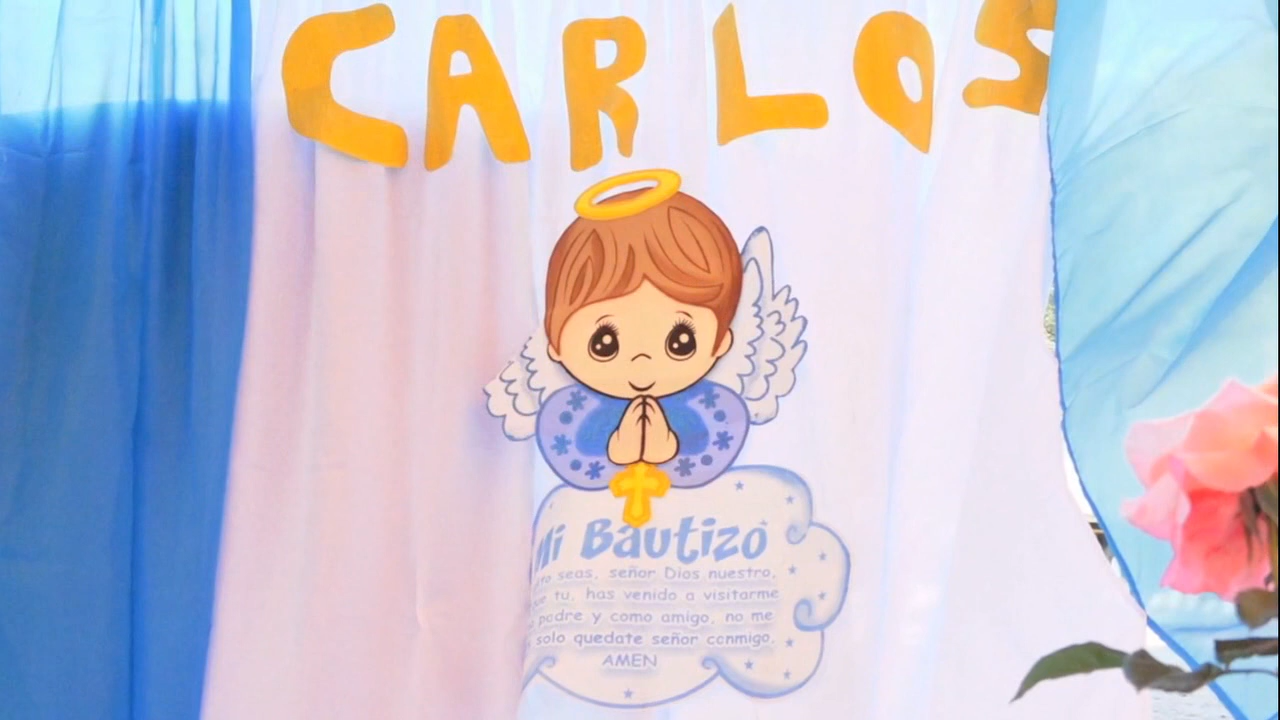 CARLOS
Mi Bautizo
seas, señor Dios nuestro,
tu, has venido a visitarme
padre y como amigo, no me
solo quedate señor conmigo,
AMEN